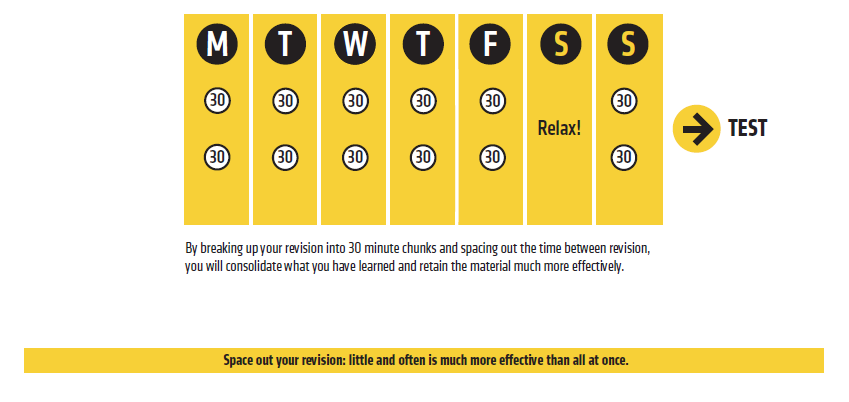 M T W T F S S
30 30 30 30 30 30
Relax!
TEST
30 30 30 30 30 30
By breaking up your revision into 30 minute chunks and spacing out the time between revision,
you will consolidate what you have learned and retain the material much more effectively.
Space out your revision: little and often is much more effective than all at once.